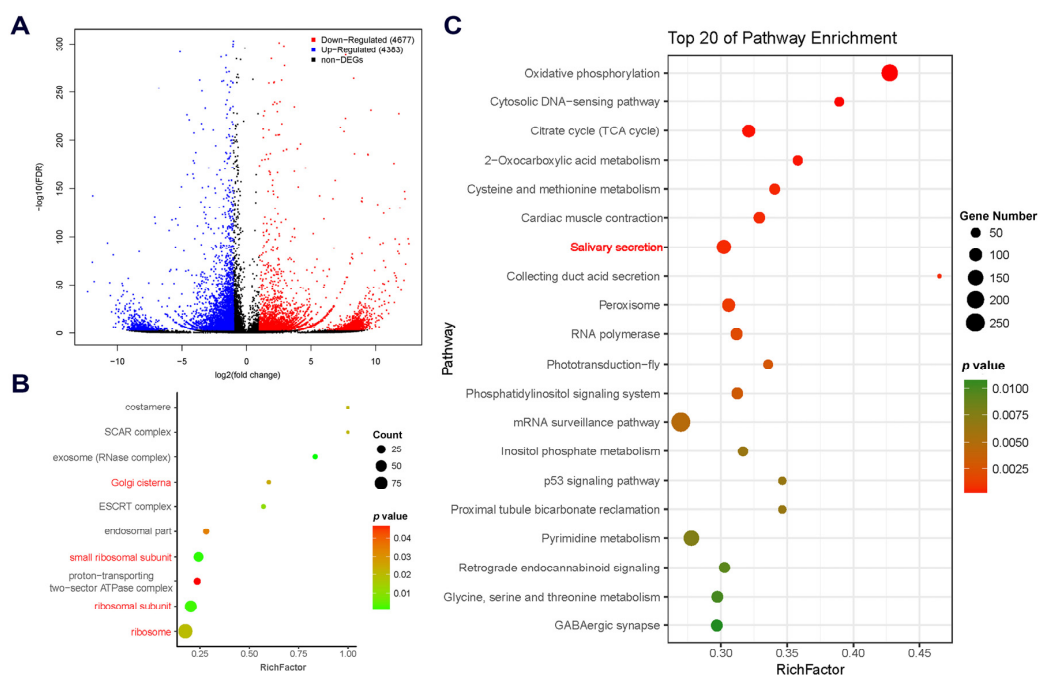 A
Down-Regulated (4677)
Up-Regulated (4383)
non-DEGs
300
250
200
150
100
50
0
-log10(FDR)
-10
-5
0
5
10
log2(fold change)
B
costamere
SCAR complex
exosome (RNase complex)
Golgi cisterna
ESCRT complex
endosomal part
small ribosomal subunit
proton-transporting
two-sector ATPase complex
ribosomal subunit
ribosome
0.25
0.50
0.75
1.00
RichFactor
Count
25
50
75
p value
0.04
0.03
0.02
0.01
C
Top 20 of Pathway Enrichment
Pathway
Oxidative phosphorylation
Cytosolic DNA-sensing pathway
Citrate cycle (TCA cycle)
2-Oxocarboxylic acid metabolism
Cysteine and methionine metabolism
Cardiac muscle contraction
Salivary secretion
Collecting duct acid secretion
Peroxisome
RNA polymerase
Phototransduction-fly
Phosphatidylinositol signaling system
mRNA surveillance pathway
Inositol phosphate metabolism
p53 signaling pathway
Proximal tubule bicarbonate reclamation
Pyrimidine metabolism
Retrograde endocannabinoid signaling
Glycine, serine and threonine metabolism
GABAergic synapse
0.30
0.35
0.40
0.45
RichFactor
Gene Number
50
100
150
200
250
p value
0.0100
0.0075
0.0050
0.0025